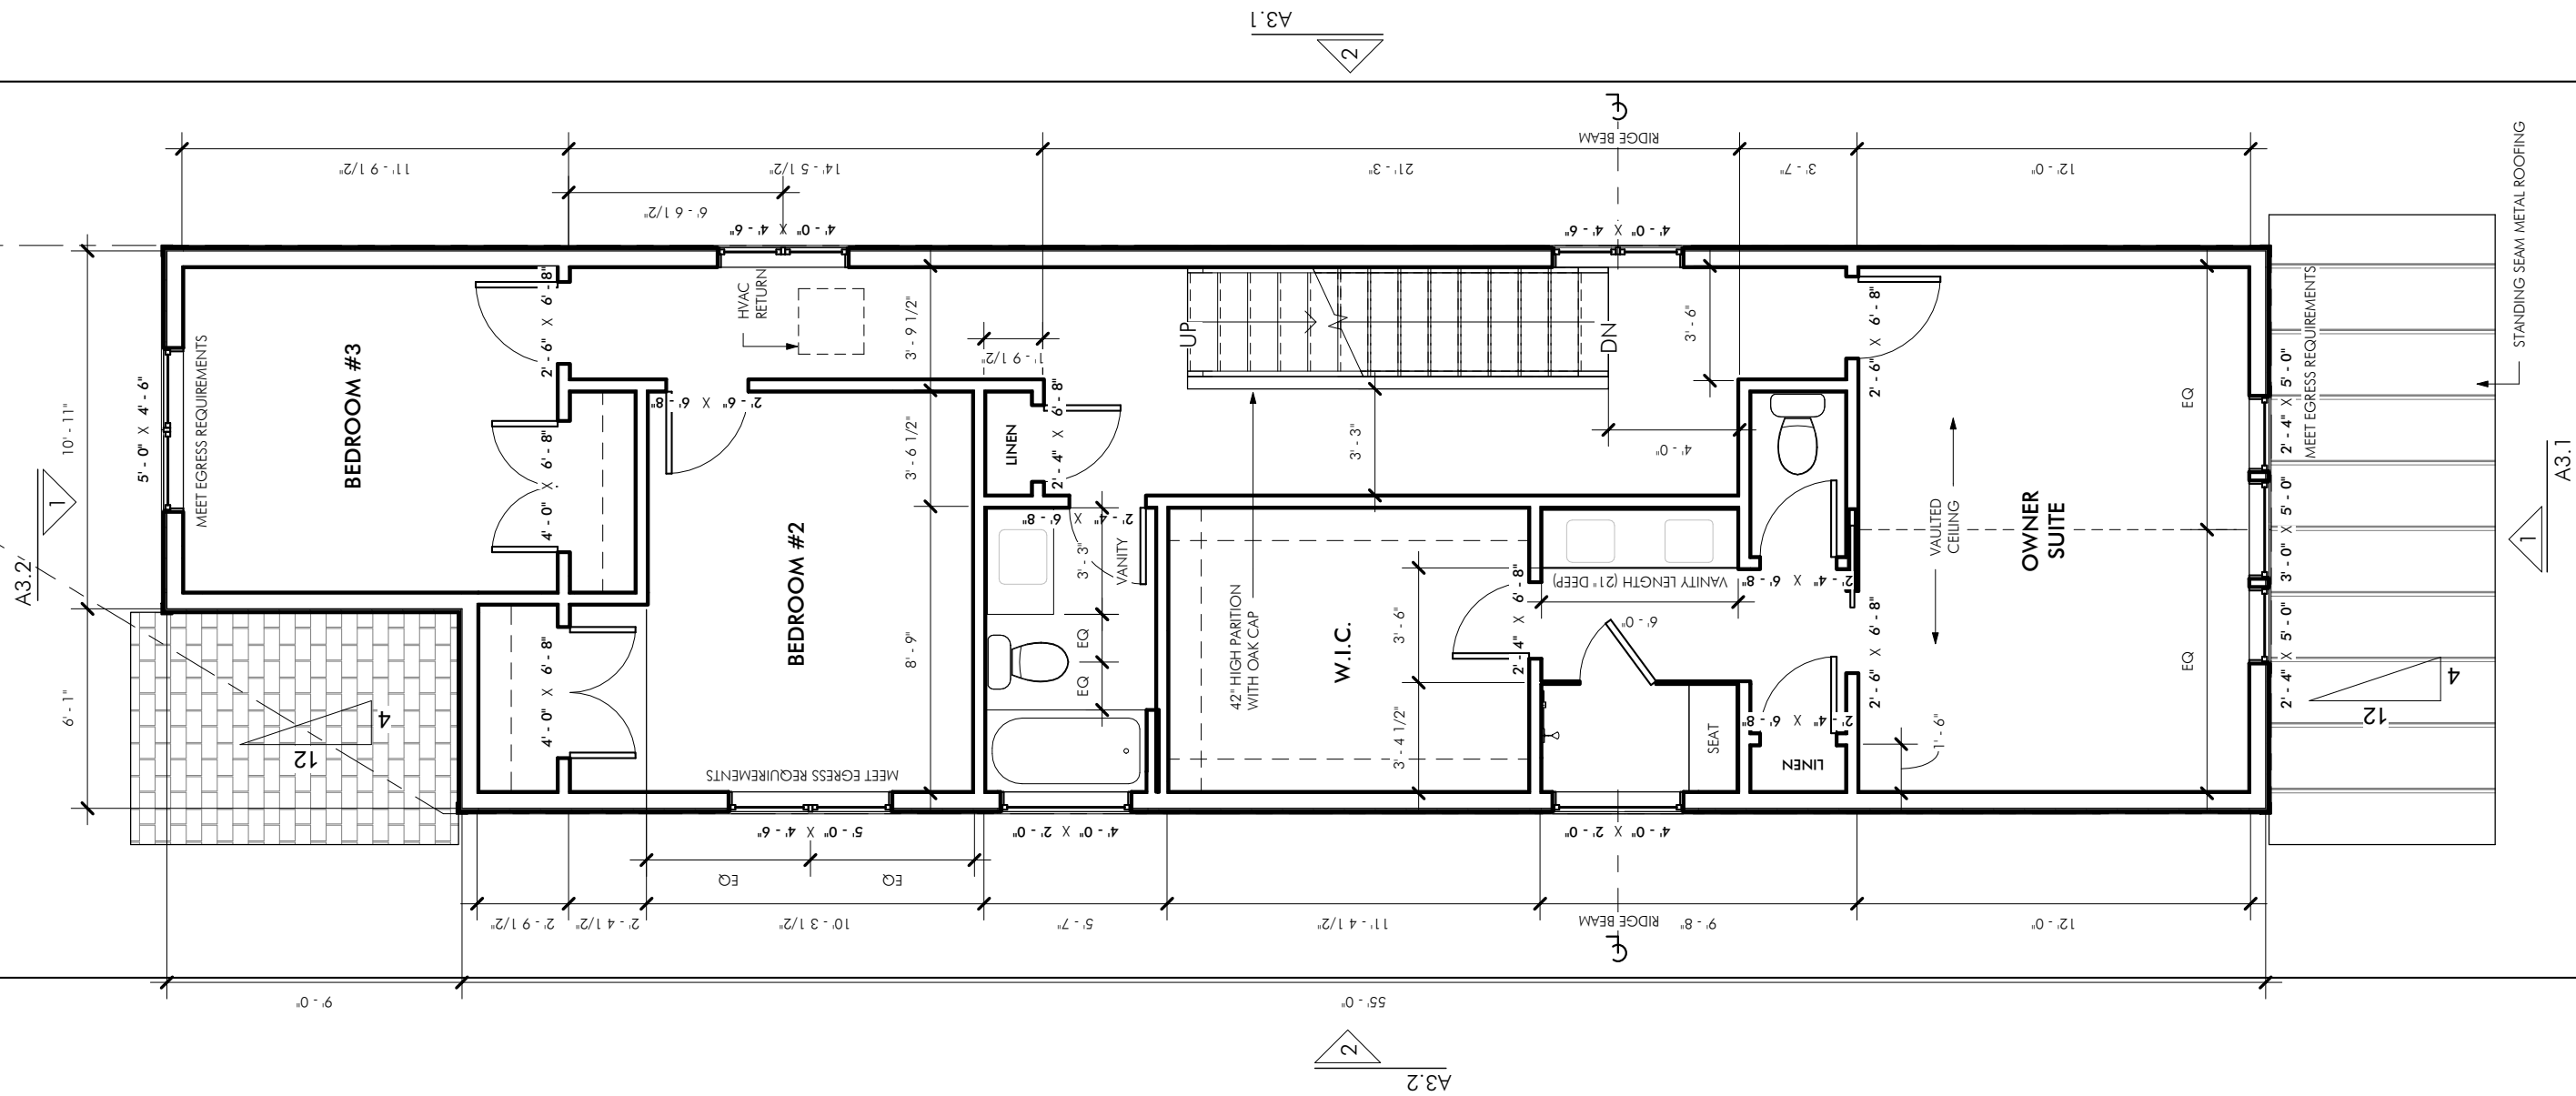 A3.1
2
RIDGE BEAM
11' - 9 1/2"
14' - 5 1/2"
21' - 3"
3' - 7"
12' - 0"
6' - 6 1/2"
4' - 0" X 4' - 6"
4' - 0" X 4' - 6"
STANDING SEAM METAL ROOFING
10' - 11"
6' - 1"
1
A3.2
5' - 0" X 4' - 6"
MEET EGRESS REQUIREMENTS
BEDROOM #3
2' - 6" X 6' - 8"
4' - 0" X 6' - 8"
HVAC
RETURN
3' - 9 1/2"
1' - 9 1/2"
UP
DN
3' - 6"
2' - 6" X 6' - 8"
2' - 6" X 6' - 8"
3' - 6 1/2"
LINEN
2' - 4" X 6' - 8"
3' - 3"
4' - 0"
BEDROOM #2
8' - 9"
4' - 0" X 6' - 8"
MEET EGRESS REQUIREMENTS
2' - 4" X 6' - 8"
3' - 3"
VANITY
EQ
EQ
42" HIGH PARITION
WITH OAK CAP
W.I.C.
3' - 6"
3' - 4 1/2"
2' - 4" X 6' - 8"
VANITY LENGTH (21" DEEP)
6' - 0"
2' - 4" X 6' - 8"
SEAT
2' - 4" X 6' - 8"
LINEN
2' - 6" X 6' - 8"
1' - 6"
VAULTED
CEILING
OWNER
SUITE
EQ
EQ
2' - 4" X 5' - 0"
3' - 0" X 5' - 0"
2' - 4" X 5' - 0"
MEET EGRESS REQUIREMENTS
4
12
4
12
1
A3.1
5' - 0" X 4' - 6"
4' - 0" X 2' - 0"
4' - 0" X 2' - 0"
EQ
EQ
2' - 9 1/2"
2' - 4 1/2"
10' - 3 1/2"
5' - 7"
11' - 4 1/2"
RIDGE BEAM
9' - 8"
12' - 0"
9' - 0"
55' - 0"
2
A3.2